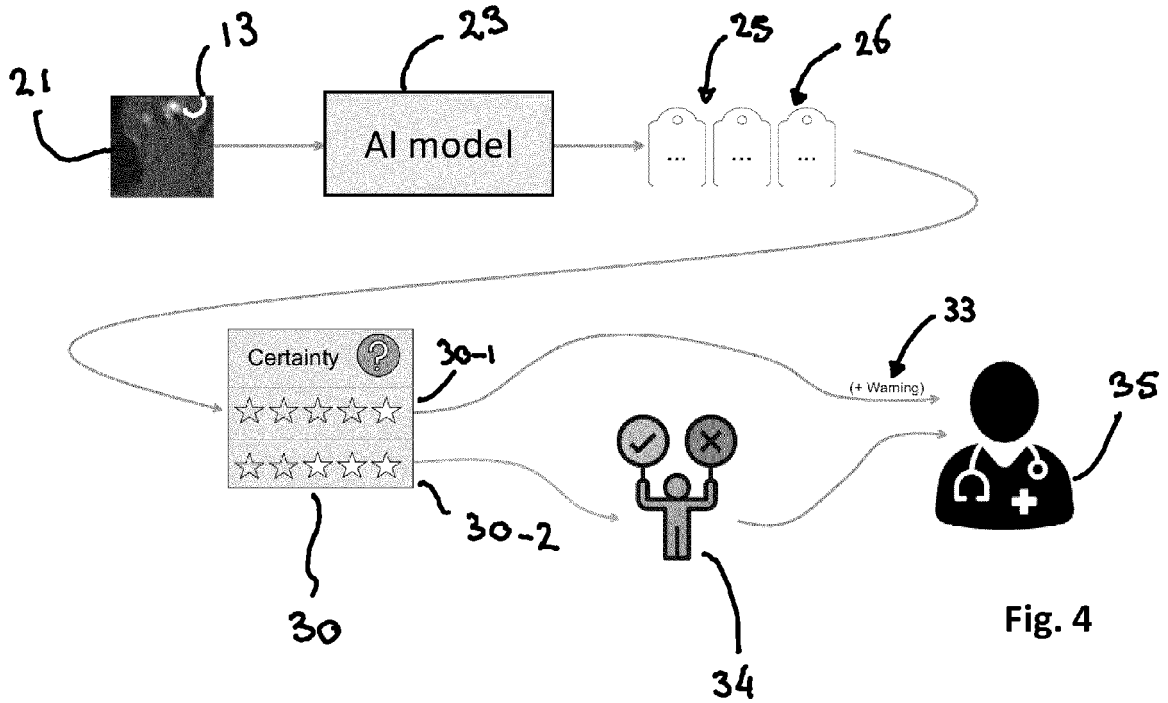 13
23
25
26
21
AI model
... ... ...
33
Certainty ?
30-1
(+ Warning)
35
30-2
30
34
Fig. 4